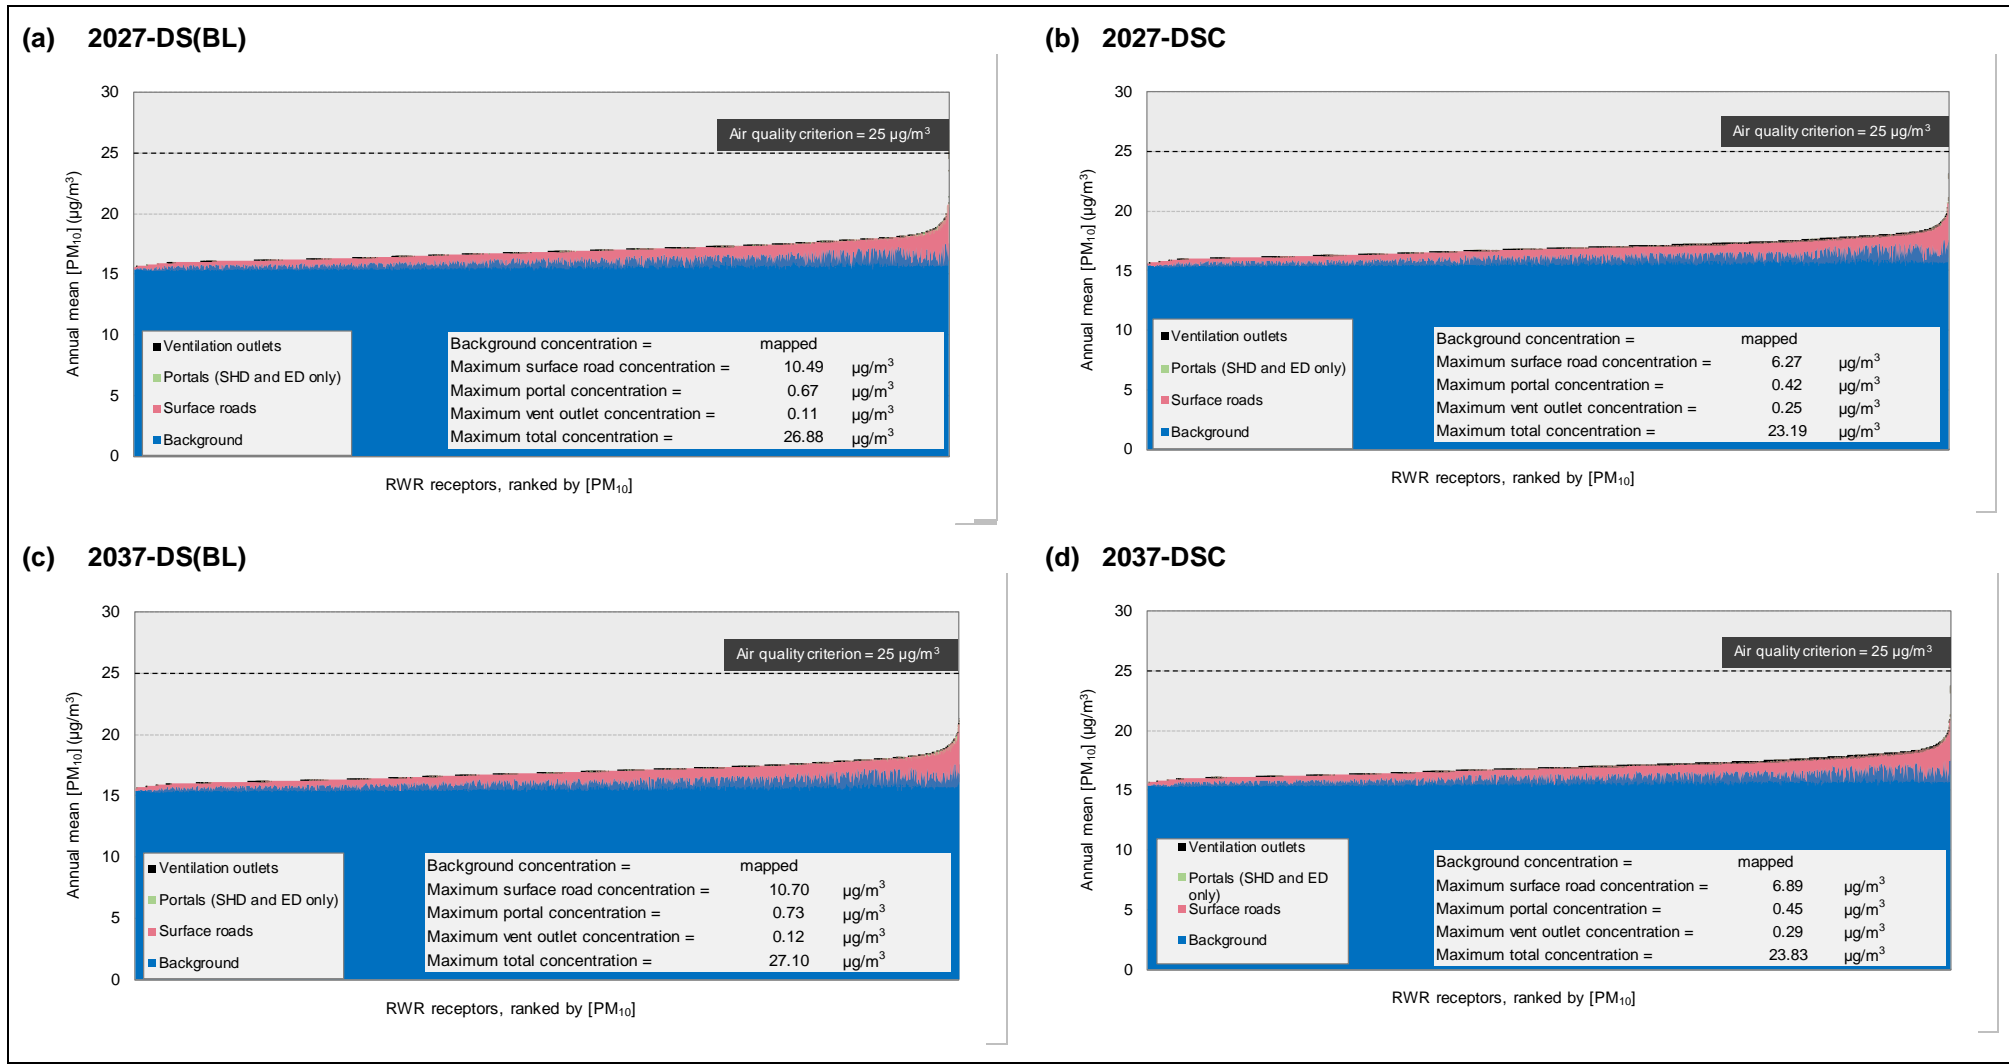 (a) 2027-DS(BL)
Annual mean [PM₁₀] (µg/m³)
30
25
20
15
10
5
0
Air quality criterion = 25 µg/m³
Ventilation outlets
Portals (SHD and ED only)
Surface roads
Background
Background concentration = mapped
Maximum surface road concentration = 10.49 µg/m³
Maximum portal concentration = 0.67 µg/m³
Maximum vent outlet concentration = 0.11 µg/m³
Maximum total concentration = 26.88 µg/m³
RWR receptors, ranked by [PM₁₀]
(b) 2027-DSC
Annual mean [PM₁₀] (µg/m³)
30
25
20
15
10
5
0
Air quality criterion = 25 µg/m³
Ventilation outlets
Portals (SHD and ED only)
Surface roads
Background
Background concentration = mapped
Maximum surface road concentration = 6.27 µg/m³
Maximum portal concentration = 0.42 µg/m³
Maximum vent outlet concentration = 0.25 µg/m³
Maximum total concentration = 23.19 µg/m³
RWR receptors, ranked by [PM₁₀]
(c) 2037-DS(BL)
Annual mean [PM₁₀] (µg/m³)
30
25
20
15
10
5
0
Air quality criterion = 25 µg/m³
Ventilation outlets
Portals (SHD and ED only)
Surface roads
Background
Background concentration = mapped
Maximum surface road concentration = 10.70 µg/m³
Maximum portal concentration = 0.73 µg/m³
Maximum vent outlet concentration = 0.12 µg/m³
Maximum total concentration = 27.10 µg/m³
RWR receptors, ranked by [PM₁₀]
(d) 2037-DSC
Annual mean [PM₁₀] (µg/m³)
30
25
20
15
10
5
0
Air quality criterion = 25 µg/m³
Ventilation outlets
Portals (SHD and ED
only)
Surface roads
Background
Background concentration = mapped
Maximum surface road concentration = 6.89 µg/m³
Maximum portal concentration = 0.45 µg/m³
Maximum vent outlet concentration = 0.29 µg/m³
Maximum total concentration = 23.83 µg/m³
RWR receptors, ranked by [PM₁₀]